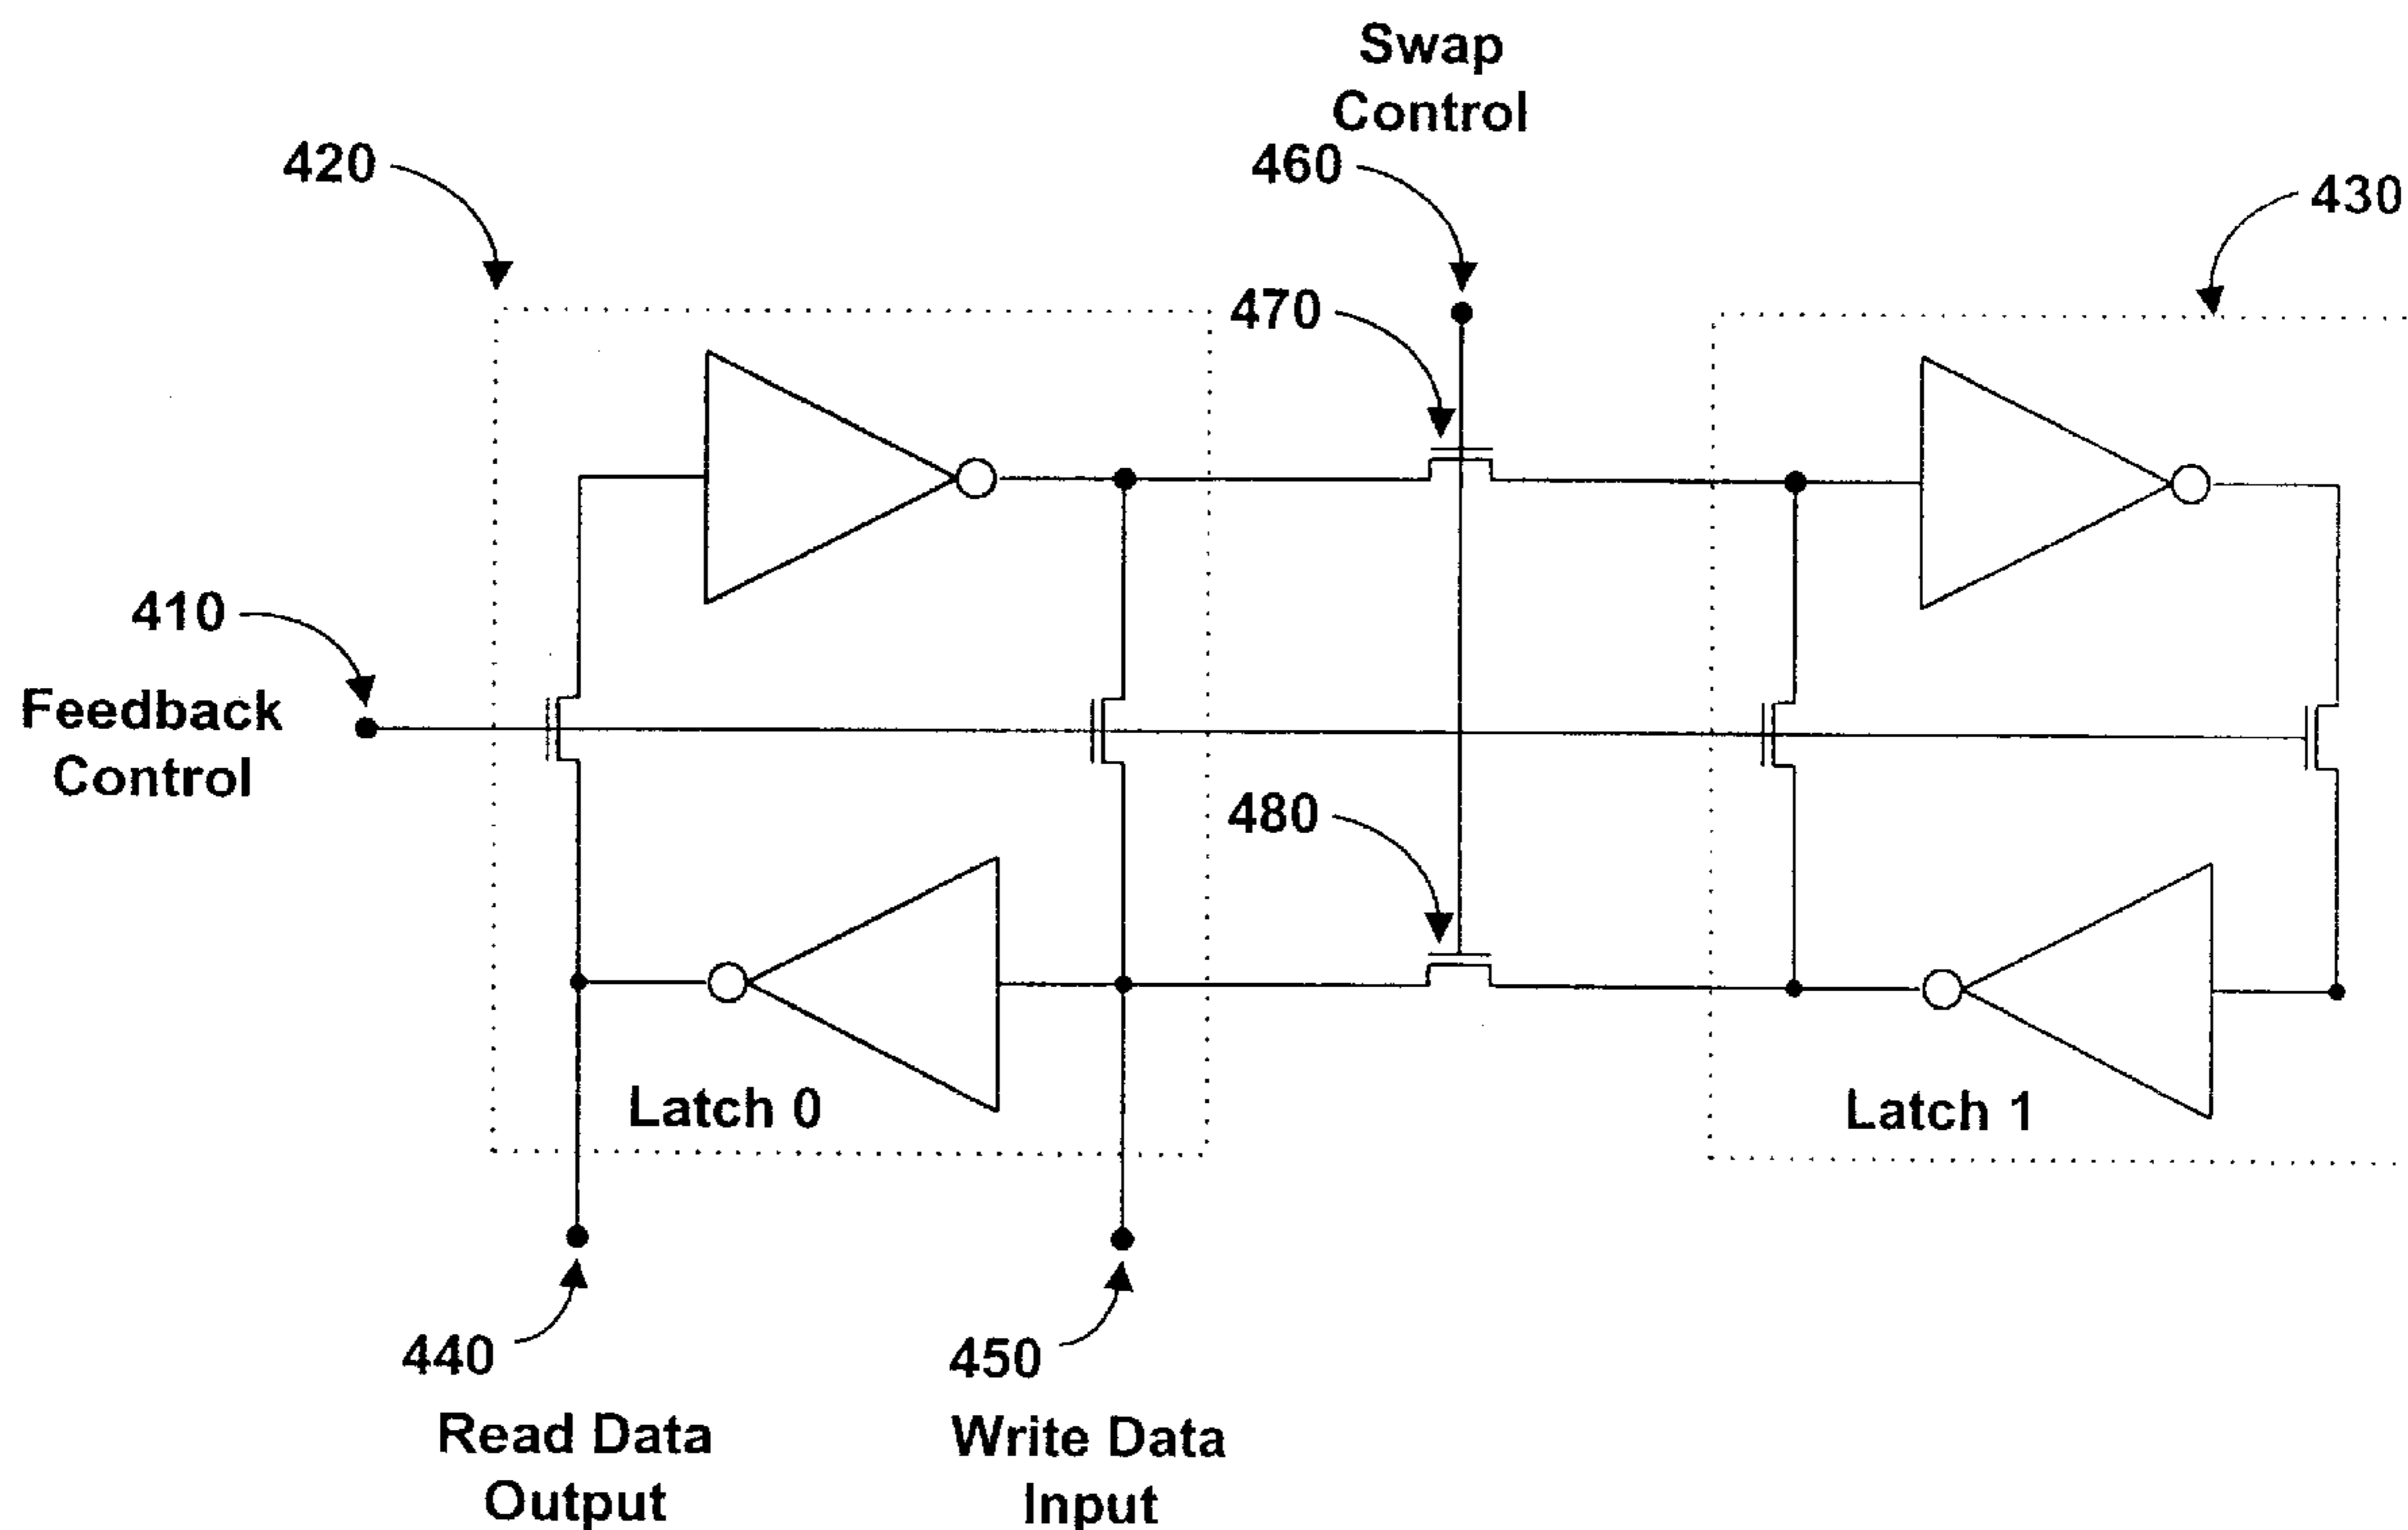 Swap
Control
420
460
430
470
410
Feedback
Control
480
Latch 0
Latch 1
440
450
Read Data
Output
Write Data
Input